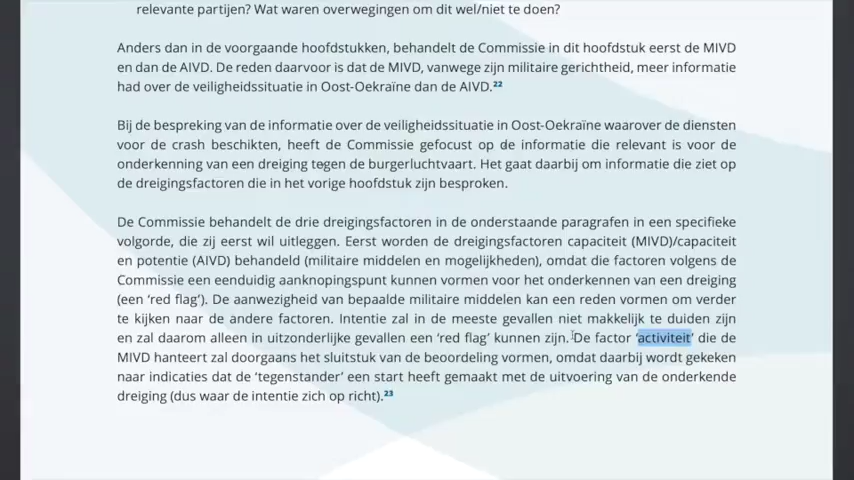 relevante partijen? Wat waren overwegingen om dit wel/niet te doen?
Anders dan in de voorgaande hoofdstukken, behandelt de Commissie in dit hoofdstuk eerst de MIVD
en dan de AIVD. De reden daarvoor is dat de MIVD, vanwege zijn militaire gerichtheid, meer informatie
had over de veiligheidssituatie in Oost-Oekraïne dan de AIVD.²²
Bij de bespreking van de informatie over de veiligheidssituatie in Oost-Oekraïne waarover de diensten
voor de crash beschikten, heeft de Commissie gefocust op de informatie die relevant is voor de
onderkenning van een dreiging tegen de burgerluchtvaart. Het gaat daarbij om informatie die ziet op
de dreigingsfactoren die in het vorige hoofdstuk zijn besproken.
De Commissie behandelt de drie dreigingsfactoren in de onderstaande paragrafen in een specifieke
volgorde, die zij eerst wil uitleggen. Eerst worden de dreigingsfactoren capaciteit (MIVD)/capaciteit
en potentie (AIVD) behandeld (militaire middelen en mogelijkheden), omdat die factoren volgens de
Commissie een eenduidig aanknopingspunt kunnen vormen voor het onderkennen van een dreiging
(een ‘red flag’). De aanwezigheid van bepaalde militaire middelen kan een reden vormen om verder
te kijken naar de andere factoren. Intentie zal in de meeste gevallen niet makkelijk te duiden zijn
en zal daarom alleen in uitzonderlijke gevallen een ‘red flag’ kunnen zijn. De factor ‘activiteit’ die de
MIVD hanteert zal doorgaans het sluitstuk van de beoordeling vormen, omdat daarbij wordt gekeken
naar indicaties dat de ‘tegenstander’ een start heeft gemaakt met de uitvoering van de onderkende
dreiging (dus waar de intentie zich op richt).²³